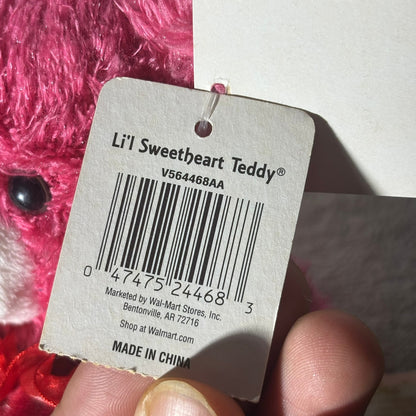 Li'l Sweetheart Teddy®
V564468AA
0 47475 24468 3
Marketed by Wal-Mart Stores, Inc.
Bentonville, AR 72716
Shop at Walmart.com
MADE IN CHINA